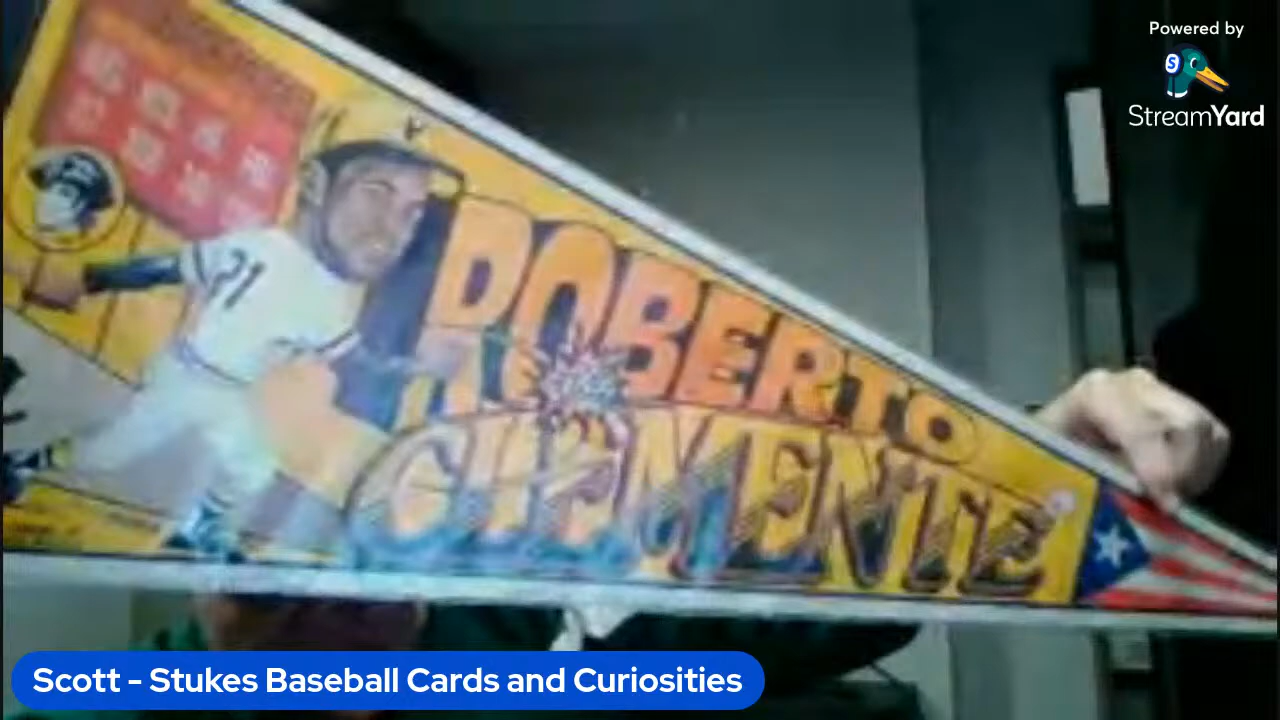 Powered by
StreamYard
21
ROBERTO
CLEMENTE
Scott - Stukes Baseball Cards and Curiosities